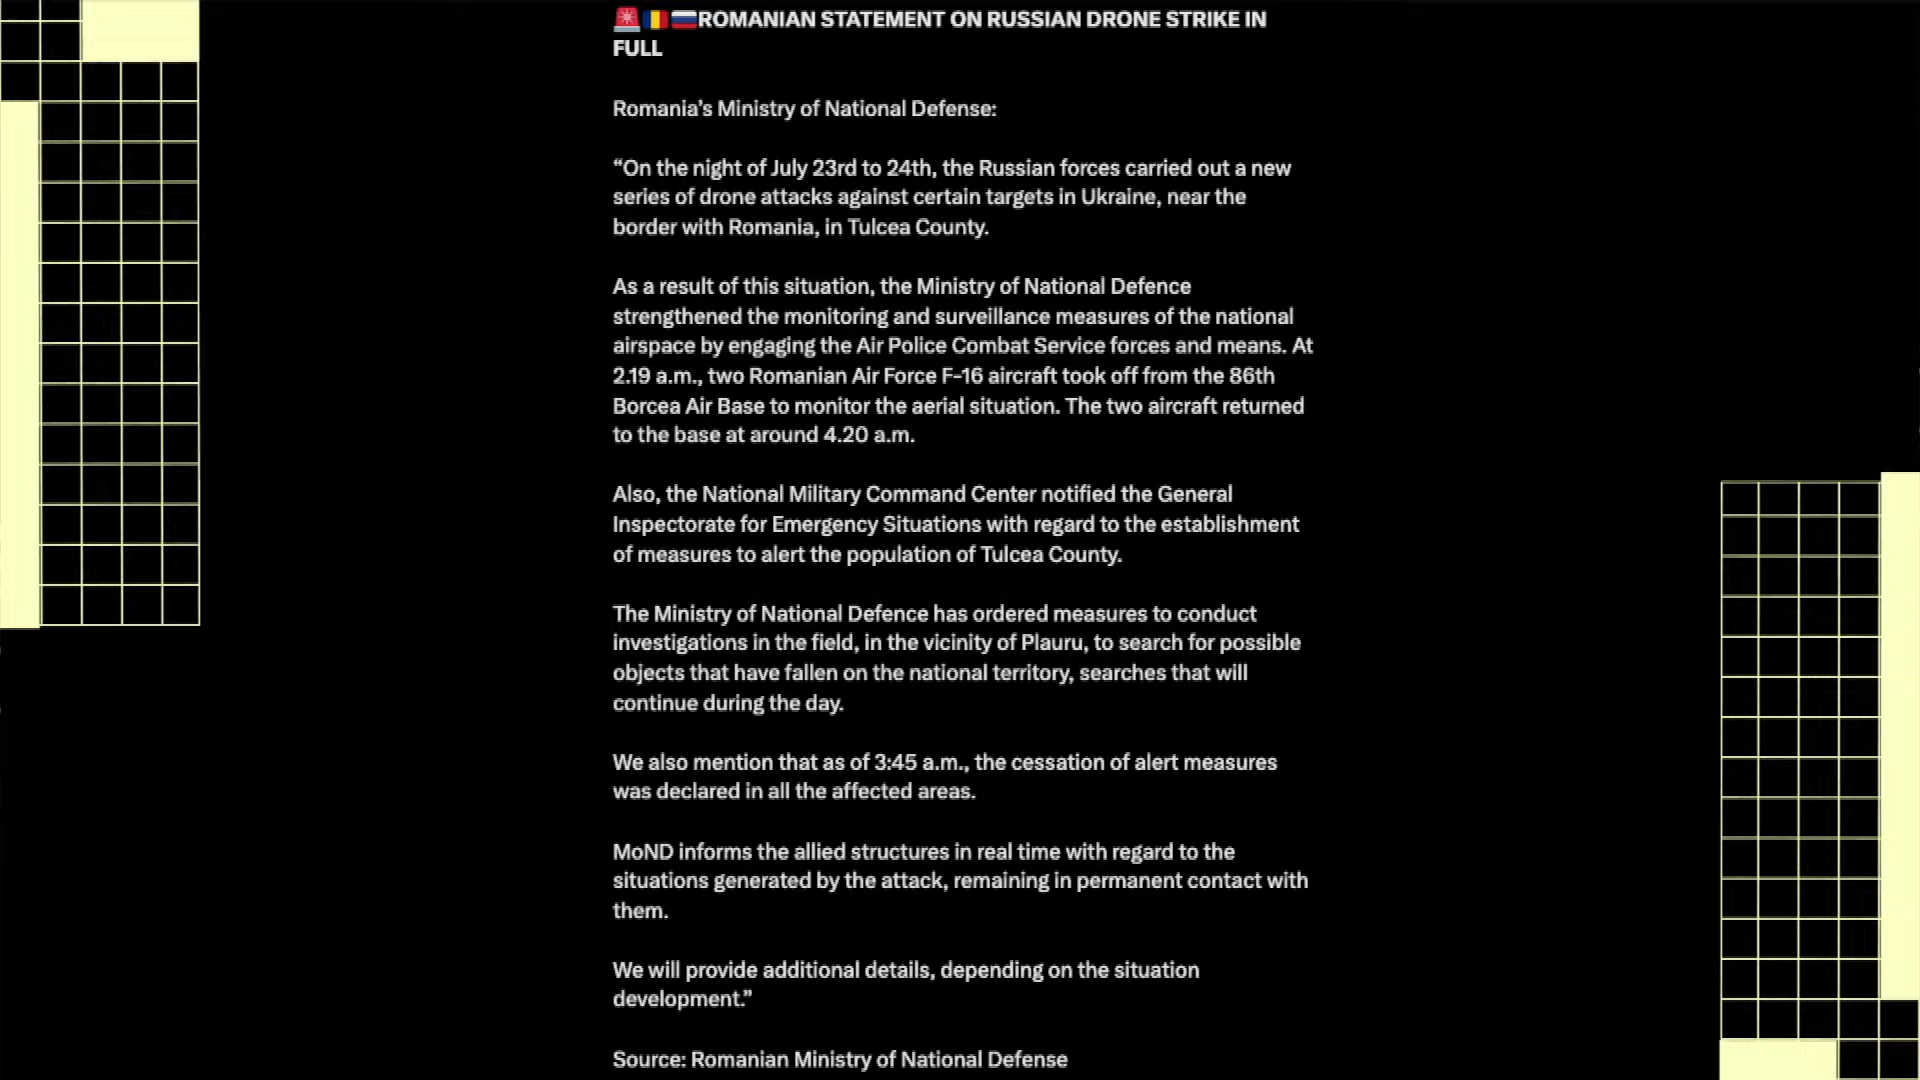 🚨🇷🇴🇷🇺ROMANIAN STATEMENT ON RUSSIAN DRONE STRIKE IN
FULL
Romania’s Ministry of National Defense:
“On the night of July 23rd to 24th, the Russian forces carried out a new
series of drone attacks against certain targets in Ukraine, near the
border with Romania, in Tulcea County.
As a result of this situation, the Ministry of National Defence
strengthened the monitoring and surveillance measures of the national
airspace by engaging the Air Police Combat Service forces and means. At
2.19 a.m., two Romanian Air Force F-16 aircraft took off from the 86th
Borcea Air Base to monitor the aerial situation. The two aircraft returned
to the base at around 4.20 a.m.
Also, the National Military Command Center notified the General
Inspectorate for Emergency Situations with regard to the establishment
of measures to alert the population of Tulcea County.
The Ministry of National Defence has ordered measures to conduct
investigations in the field, in the vicinity of Plauru, to search for possible
objects that have fallen on the national territory, searches that will
continue during the day.
We also mention that as of 3:45 a.m., the cessation of alert measures
was declared in all the affected areas.
MoND informs the allied structures in real time with regard to the
situations generated by the attack, remaining in permanent contact with
them.
We will provide additional details, depending on the situation
development.”
Source: Romanian Ministry of National Defense